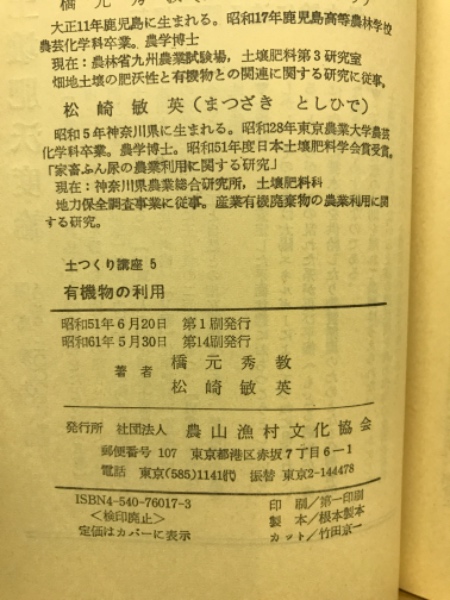 橋元秀
大正11年鹿児島に生まれる。昭和17年鹿児島高等農林学校
農芸化学科卒業。農学博士
現在：農林省九州農業試験場，土壌肥料第3研究室
畑地土壌の肥沃性と有機物との関連に関する研究に従事。
松崎敏英（まつざき としひで）
昭和5年神奈川県に生まれる。昭和28年東京農業大学農芸
化学科卒業。農学博士。昭和51年度日本土壌肥料学会賞受賞。
「家畜ふん尿の農業利用に関する研究」
現在：神奈川県農業総合研究所，土壌肥料科
地力保全調査事業に従事。産業有機廃棄物の農業利用に関
する研究。
土つくり講座 5
有機物の利用
昭和51年6月20日 第1刷発行
昭和61年5月30日 第14刷発行
著者 橋元秀教
松崎敏英
発行所 社団法人 農山漁村文化協会
郵便番号 107 東京都港区赤坂7丁目6－1
電話 東京(585)1141代 振替 東京2-144478
ISBN4-540-76017-3
＜検印廃止＞
定価はカバーに表示
印刷／第一印刷
製本／根本製本
カット／竹田京一